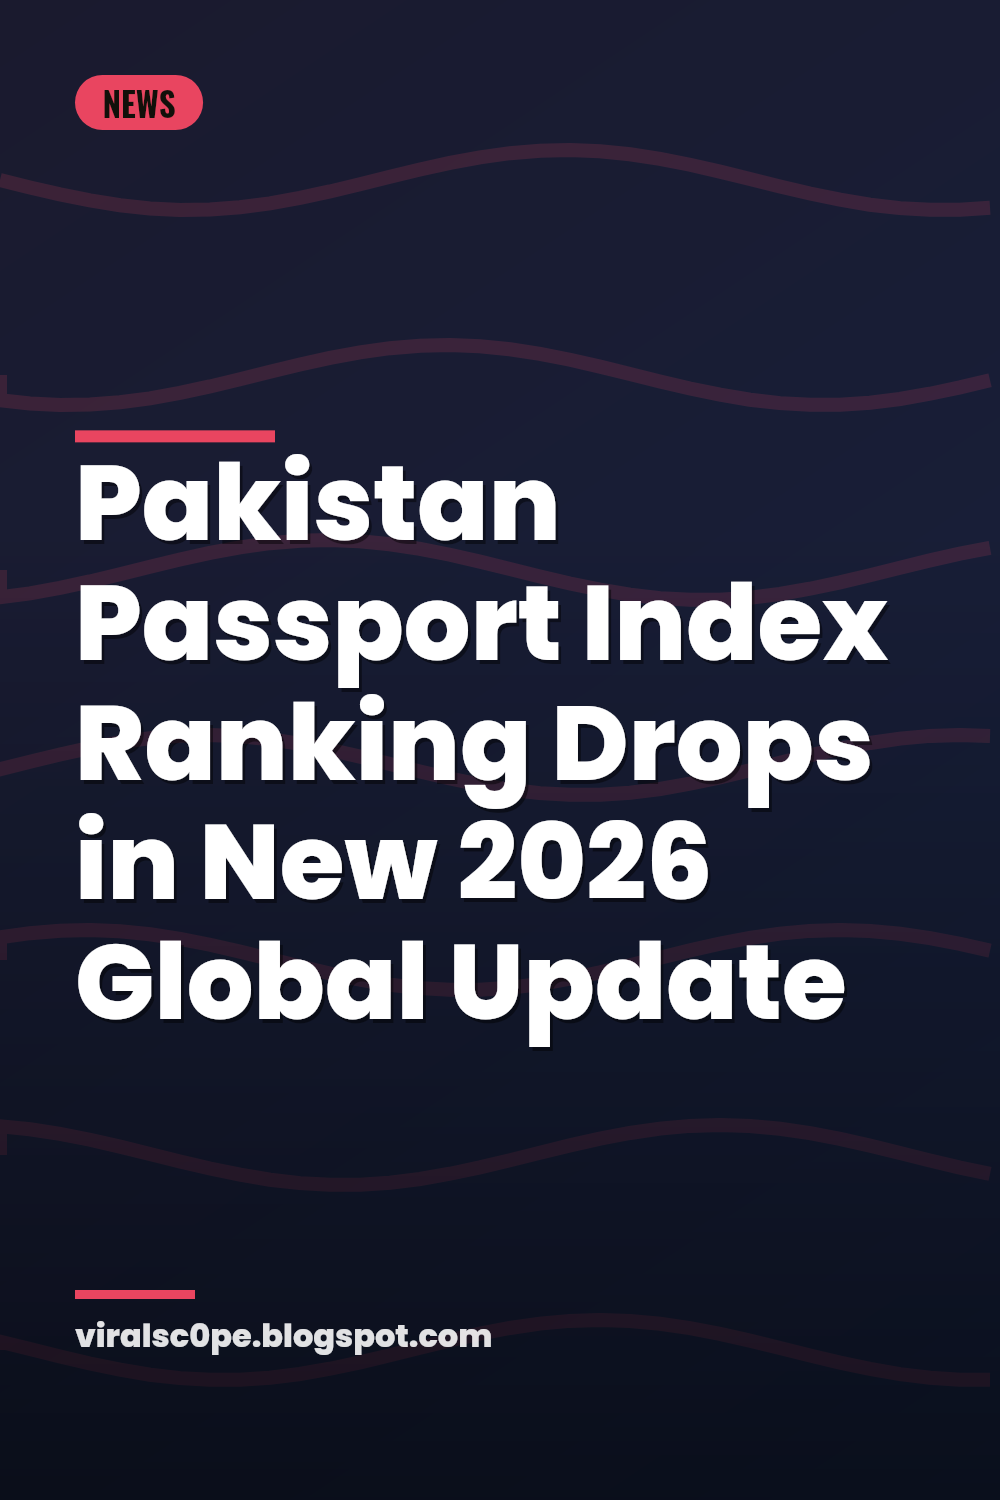 NEWS
Pakistan
Passport Index
Ranking Drops
in New 2026
Global Update
viralsc0pe.blogspot.com